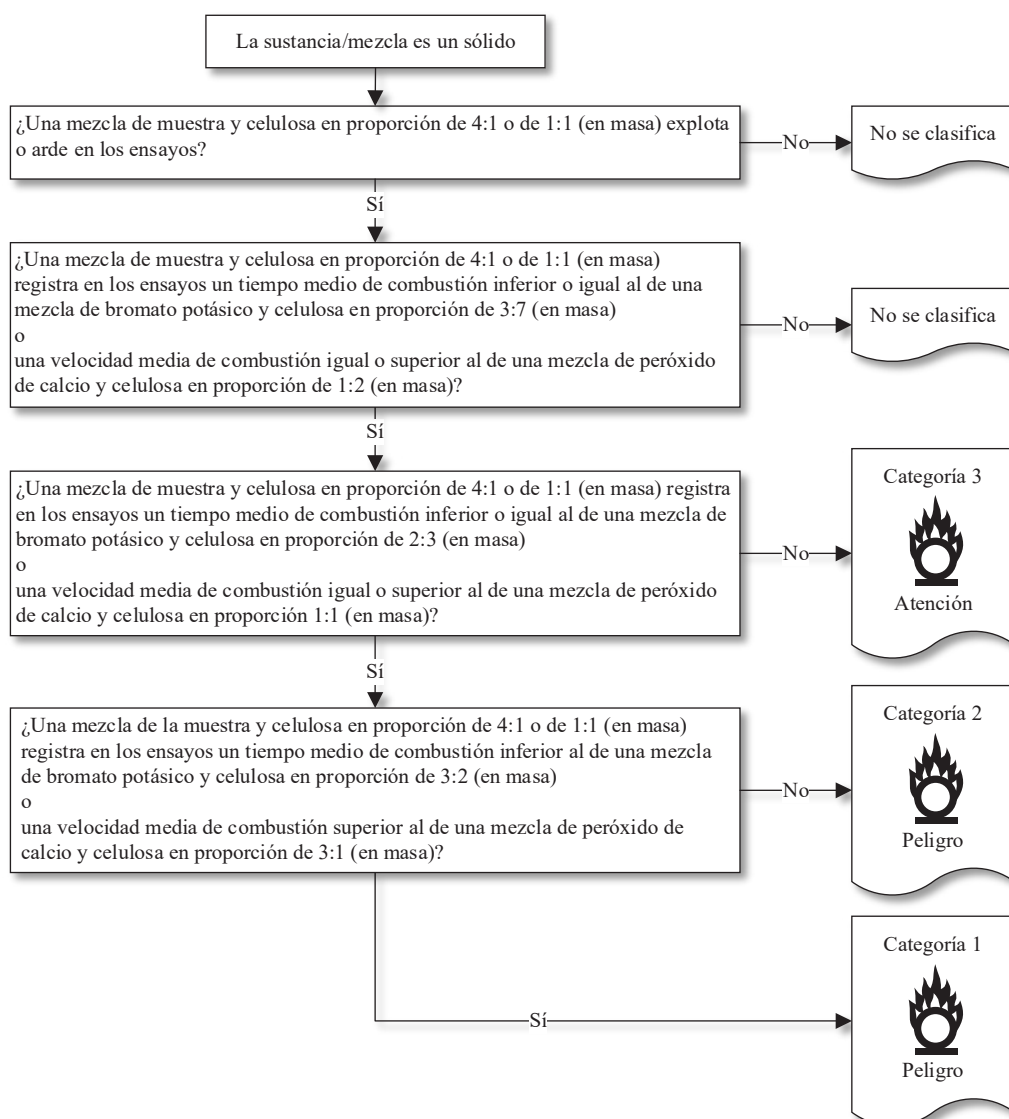 La sustancia/mezcla es un sólido
¿Una mezcla de muestra y celulosa en proporción de 4:1 o de 1:1 (en masa) explota
o arde en los ensayos?
No
No se clasifica
Sí
¿Una mezcla de muestra y celulosa en proporción de 4:1 o de 1:1 (en masa)
registra en los ensayos un tiempo medio de combustión inferior o igual al de una
mezcla de bromato potásico y celulosa en proporción de 3:7 (en masa)
o
una velocidad media de combustión igual o superior al de una mezcla de peróxido
de calcio y celulosa en proporción de 1:2 (en masa)?
No
No se clasifica
Sí
¿Una mezcla de muestra y celulosa en proporción de 4:1 o de 1:1 (en masa) registra
en los ensayos un tiempo medio de combustión inferior o igual al de una mezcla de
bromato potásico y celulosa en proporción de 2:3 (en masa)
o
una velocidad media de combustión igual o superior al de una mezcla de peróxido
de calcio y celulosa en proporción 1:1 (en masa)?
No
Categoría 3
Atención
Sí
¿Una mezcla de la muestra y celulosa en proporción de 4:1 o de 1:1 (en masa)
registra en los ensayos un tiempo medio de combustión inferior al de una mezcla
de bromato potásico y celulosa en proporción de 3:2 (en masa)
o
una velocidad media de combustión superior al de una mezcla de peróxido de
calcio y celulosa en proporción de 3:1 (en masa)?
No
Categoría 2
Peligro
Sí
Categoría 1
Peligro